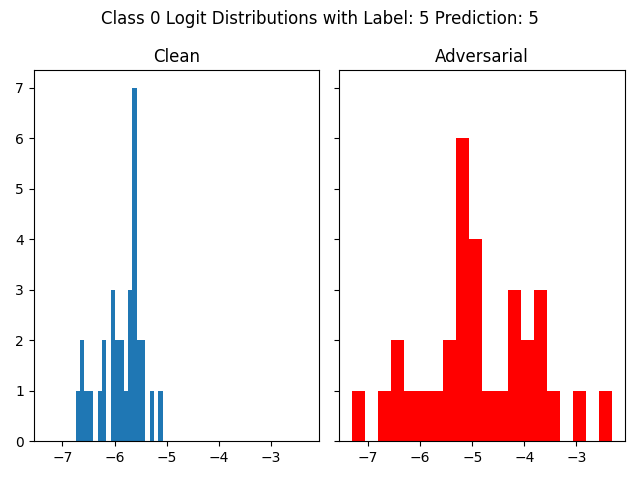 Class 0 Logit Distributions with Label: 5 Prediction: 5
Clean
Adversarial
7
6
5
4
3
2
1
0
−7 −6 −5 −4 −3
−7 −6 −5 −4 −3